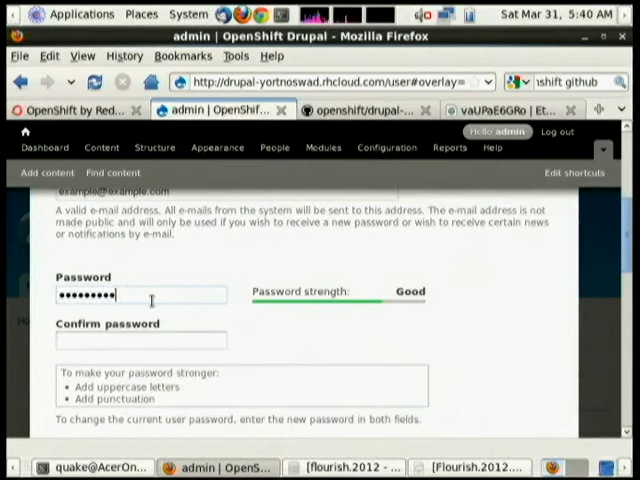 Applications Places System Sat Mar 31, 5:40 AM
admin | OpenShift Drupal - Mozilla Firefox
File Edit View History Bookmarks Tools Help
http://drupal-yortnoswad.rhcloud.com/user#overlay= shift github
OpenShift by Red... admin | OpenShif... openshift/drupal-... vaUPaE6GRo | Et...
Hello admin Log out
Dashboard Content Structure Appearance People Modules Configuration Reports Help
Add content Find content Edit shortcuts
example@example.com
A valid e-mail address. All e-mails from the system will be sent to this address. The e-mail address is not
made public and will only be used if you wish to receive a new password or wish to receive certain news
or notifications by e-mail.
Password
Password strength: Good
Confirm password
To make your password stronger:
Add uppercase letters
Add punctuation
To change the current user password, enter the new password in both fields.
quake@AcerOn... admin | OpenS... [flourish.2012 - ... [Flourish.2012....